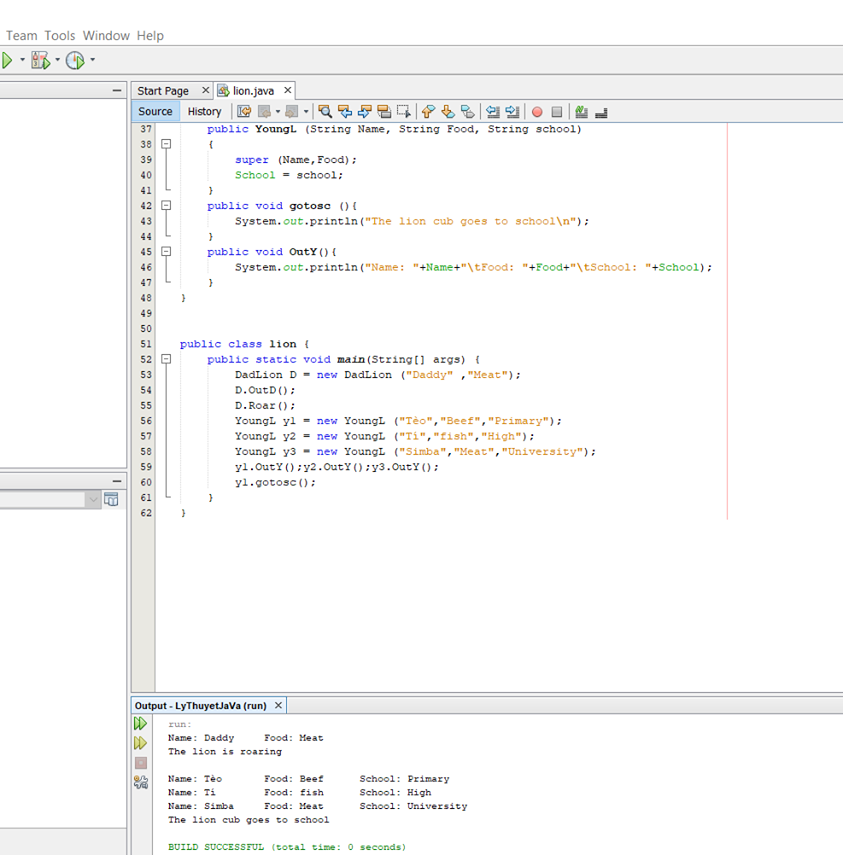 Team Tools Window Help
Start Page lion.java
Source History
37 public YoungL (String Name, String Food, String school)
38 {
39 super (Name,Food);
40 School = school;
41 }
42 public void gotosc (){
43 System.out.println("The lion cub goes to school\n");
44 }
45 public void OutY(){
46 System.out.println("Name: "+Name+"\tFood: "+Food+"\tSchool: "+School);
47 }
48 }
49
50
51 public class lion {
52 public static void main(String[] args) {
53 DadLion D = new DadLion ("Daddy" ,"Meat");
54 D.OutD();
55 D.Roar();
56 YoungL y1 = new YoungL ("Tèo","Beef","Primary");
57 YoungL y2 = new YoungL ("Tí","fish","High");
58 YoungL y3 = new YoungL ("Simba","Meat","University");
59 y1.OutY();y2.OutY();y3.OutY();
60 y1.gotosc();
61 }
62 }
Output - LyThuyetJaVa (run)
run:
Name: Daddy Food: Meat
The lion is roaring
Name: Tèo Food: Beef School: Primary
Name: Tí Food: fish School: High
Name: Simba Food: Meat School: University
The lion cub goes to school
BUILD SUCCESSFUL (total time: 0 seconds)